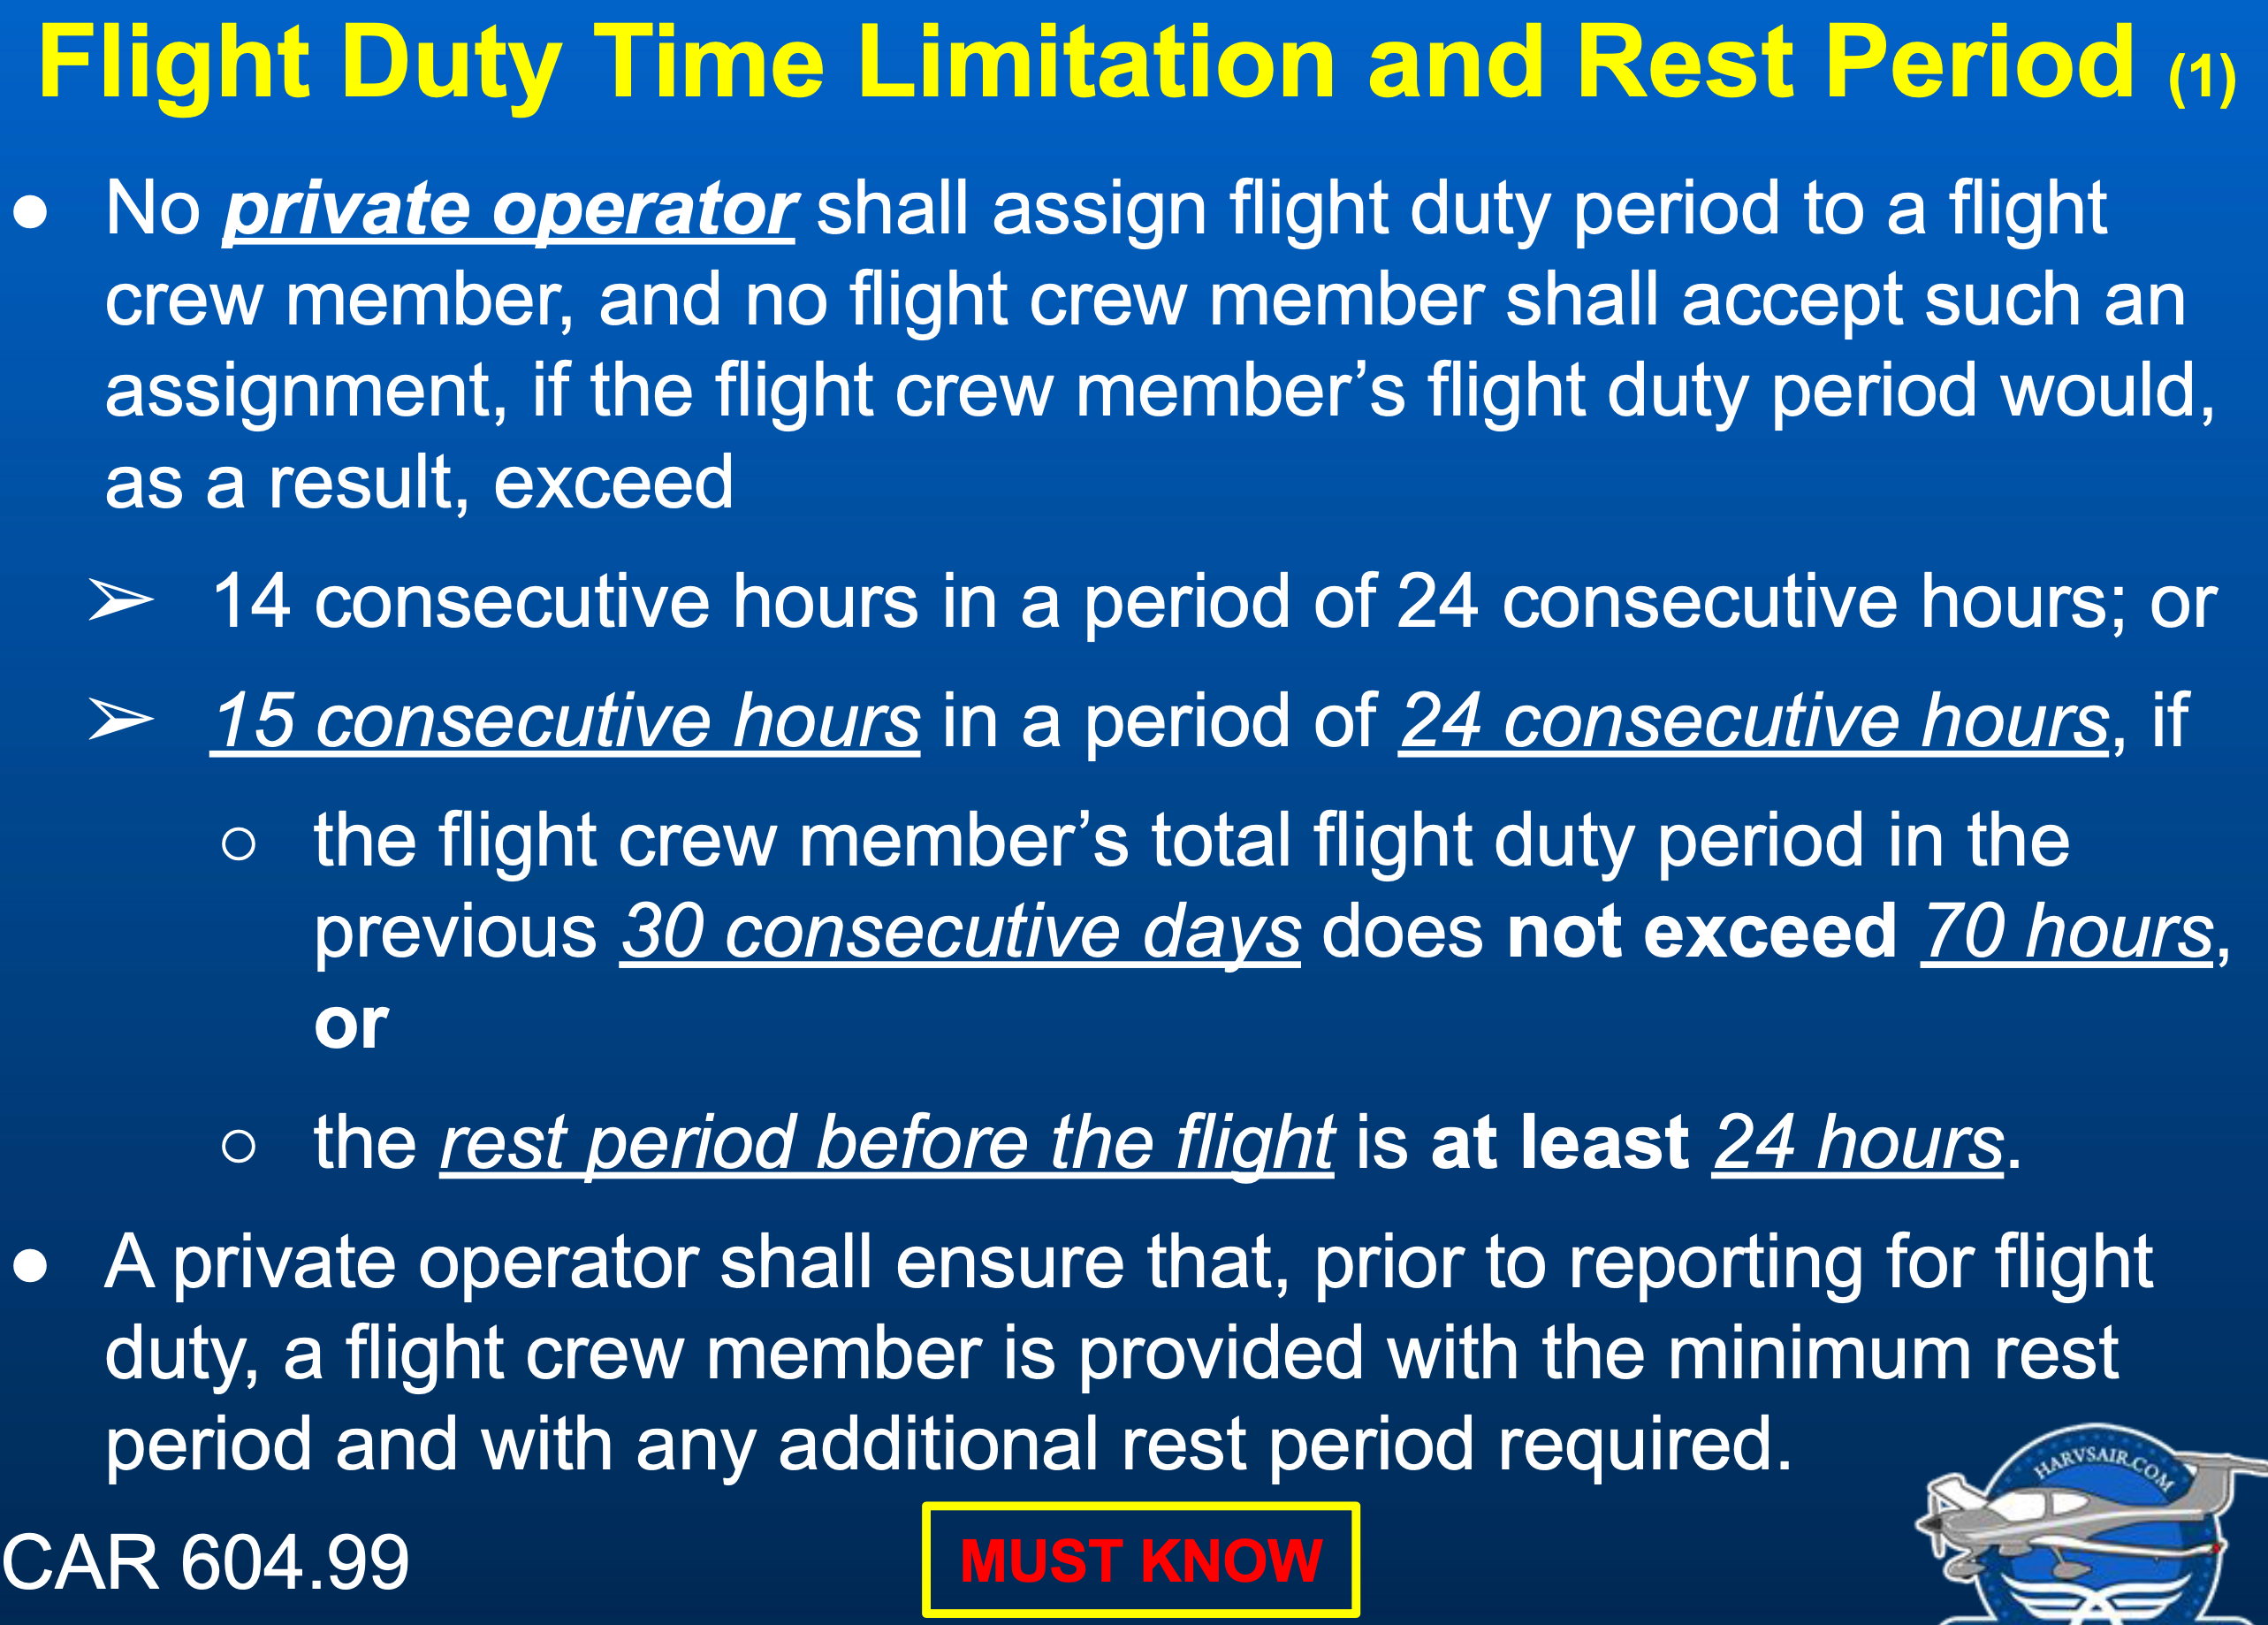 Flight Duty Time Limitation and Rest Period (1)
● No private operator shall assign flight duty period to a flight
crew member, and no flight crew member shall accept such an
assignment, if the flight crew member’s flight duty period would,
as a result, exceed
➢ 14 consecutive hours in a period of 24 consecutive hours; or
➢ 15 consecutive hours in a period of 24 consecutive hours, if
○ the flight crew member’s total flight duty period in the
previous 30 consecutive days does not exceed 70 hours,
or
○ the rest period before the flight is at least 24 hours.
● A private operator shall ensure that, prior to reporting for flight
duty, a flight crew member is provided with the minimum rest
period and with any additional rest period required.
HARVSAIR.COM
CAR 604.99
MUST KNOW